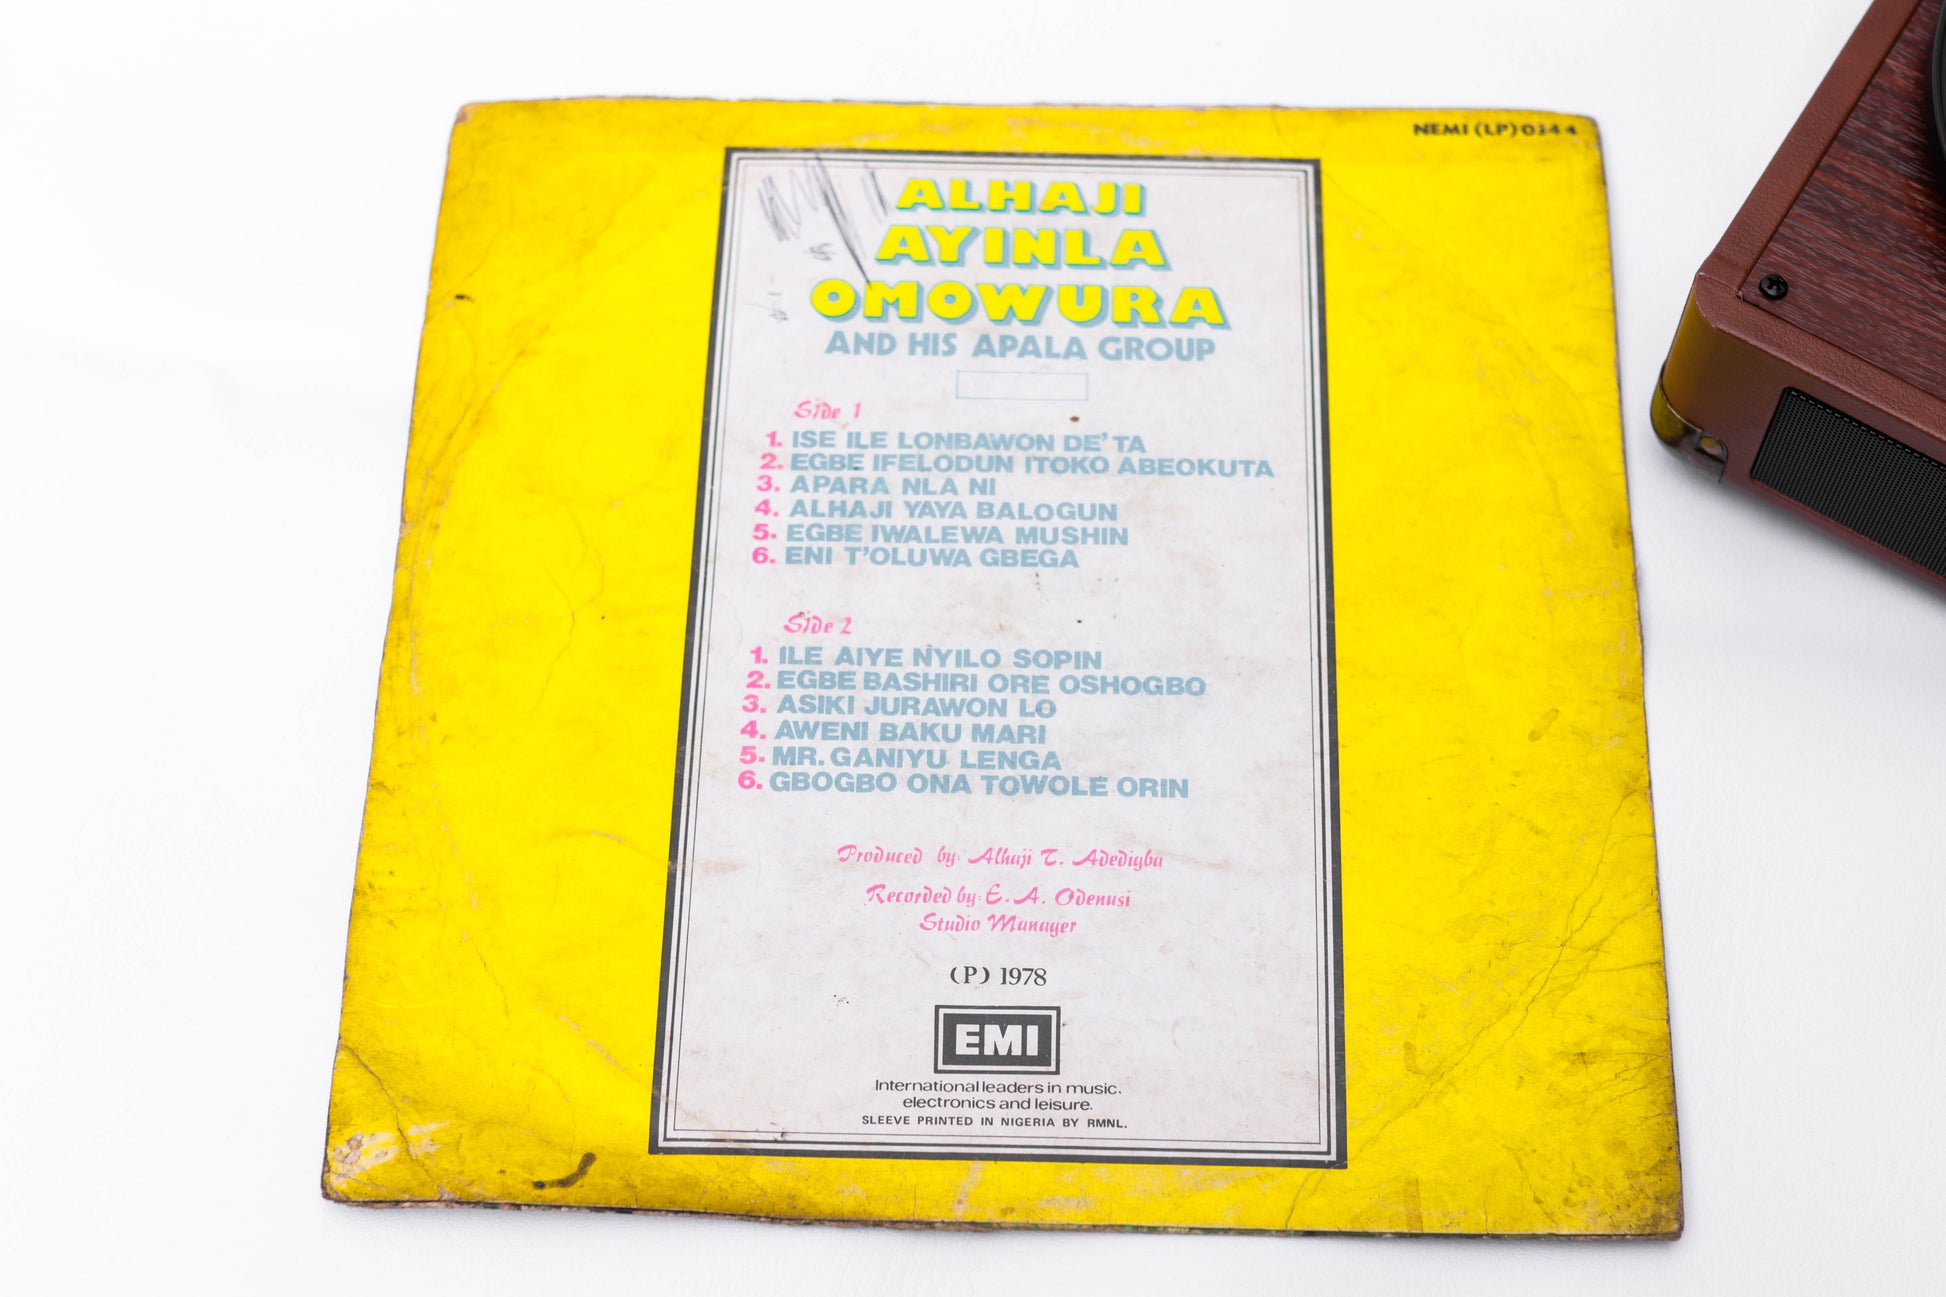 NEMI (LP) 0344
ALHAJI
AYINLA
OMOWURA
AND HIS APALA GROUP
Side 1
1. ISE ILE LONBAWON DE'TA
2. EGBE IFELODUN ITOKO ABEOKUTA
3. APARA NLA NI
4. ALHAJI YAYA BALOGUN
5. EGBE IWALEWA MUSHIN
6. ENI T'OLUWA GBEGA
Side 2
1. ILE AIYE NYILO SOPIN
2. EGBE BASHIRI ORE OSHOGBO
3. ASIKI JURAWON LO
4. AWENI BAKU MARI
5. MR. GANIYU LENGA
6. GBOGBO ONA TOWOLE ORIN
Produced by: Alhaji T. Adedigba
Recorded by: E. A. Odenusi
Studio Manager
(P) 1978
EMI
International leaders in music.
electronics and leisure.
SLEEVE PRINTED IN NIGERIA BY RMNL.